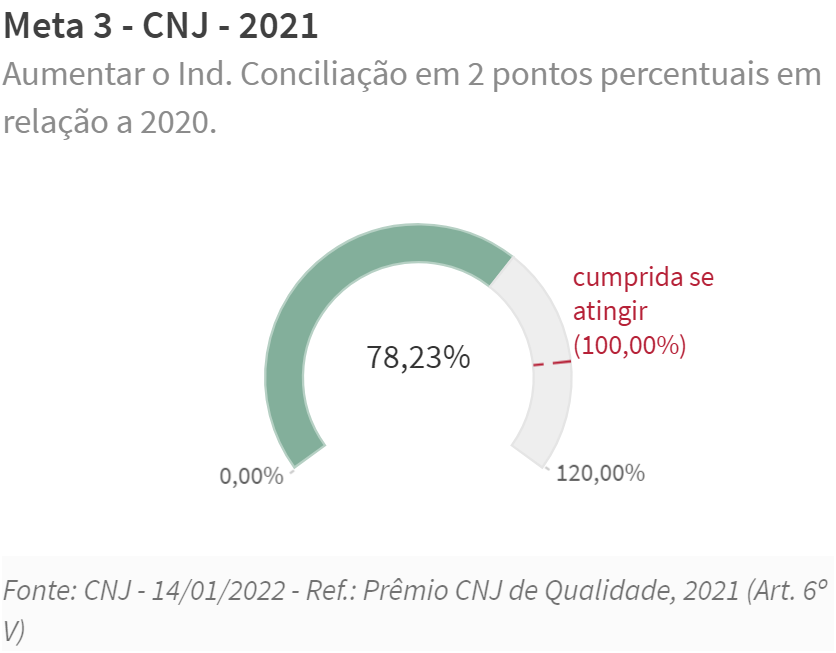 Meta 3 - CNJ - 2021
Aumentar o Ind. Conciliação em 2 pontos percentuais em
relação a 2020.
cumprida se
atingir
(100,00%)
78,23%
0,00%
120,00%
Fonte: CNJ - 14/01/2022 - Ref.: Prêmio CNJ de Qualidade, 2021 (Art. 6º
V)